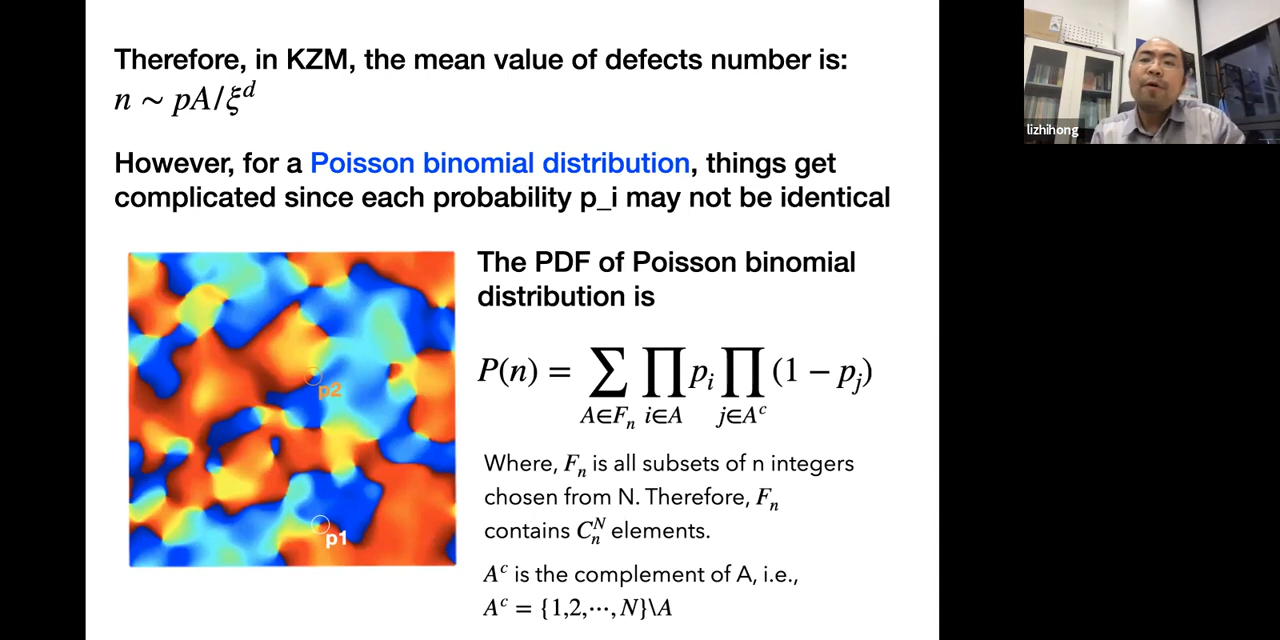 Therefore, in KZM, the mean value of defects number is:
n ~ pA/ξ^d
However, for a Poisson binomial distribution, things get
complicated since each probability p_i may not be identical
The PDF of Poisson binomial
distribution is
P(n) = ∑_{A∈F_n} ∏_{i∈A} p_i ∏_{j∈A^c} (1 − p_j)
Where, F_n is all subsets of n integers
chosen from N. Therefore, F_n
contains C_n^N elements.
A^c is the complement of A, i.e.,
A^c = {1,2,⋯,N}\A
p2
p1
lizhihong